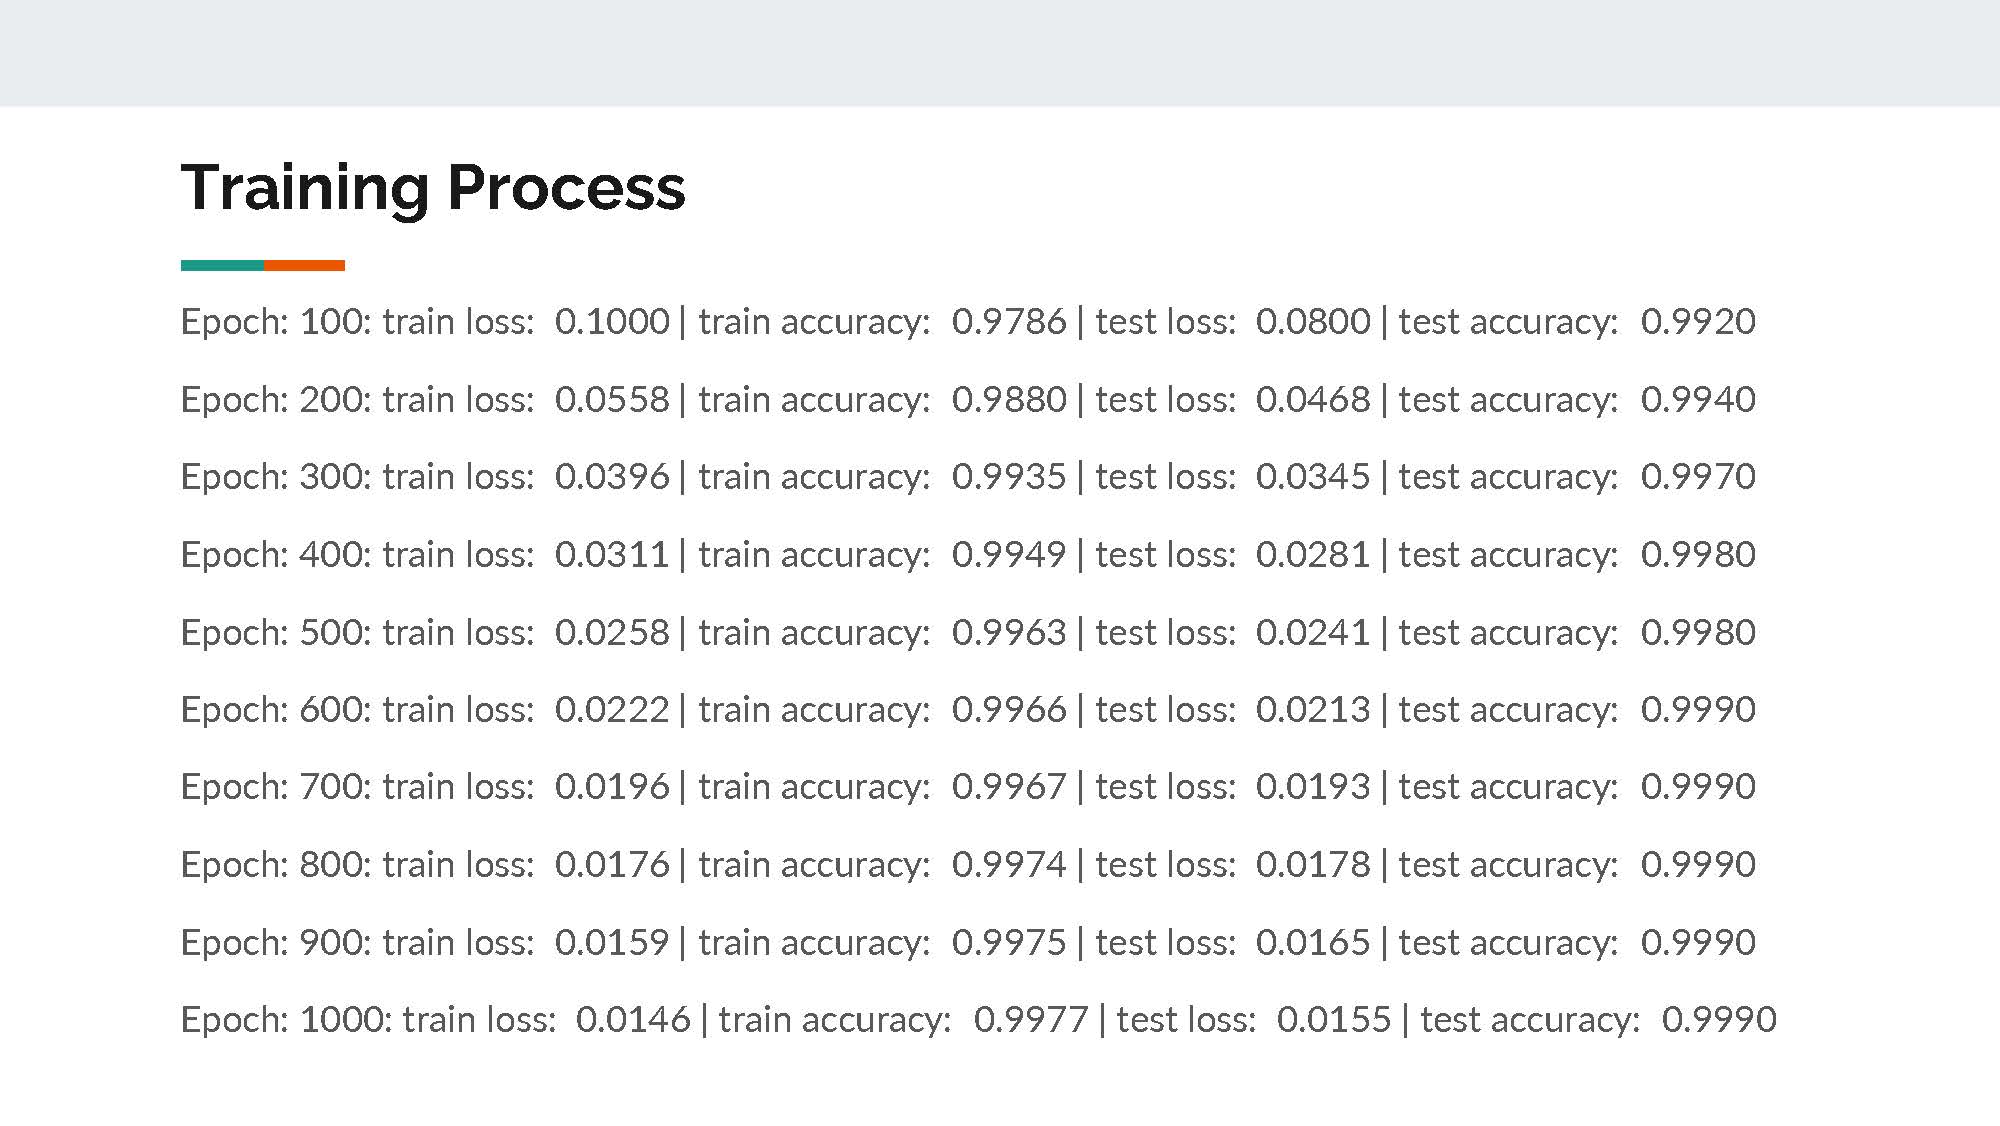 Training Process
Epoch: 100: train loss: 0.1000 | train accuracy: 0.9786 | test loss: 0.0800 | test accuracy: 0.9920
Epoch: 200: train loss: 0.0558 | train accuracy: 0.9880 | test loss: 0.0468 | test accuracy: 0.9940
Epoch: 300: train loss: 0.0396 | train accuracy: 0.9935 | test loss: 0.0345 | test accuracy: 0.9970
Epoch: 400: train loss: 0.0311 | train accuracy: 0.9949 | test loss: 0.0281 | test accuracy: 0.9980
Epoch: 500: train loss: 0.0258 | train accuracy: 0.9963 | test loss: 0.0241 | test accuracy: 0.9980
Epoch: 600: train loss: 0.0222 | train accuracy: 0.9966 | test loss: 0.0213 | test accuracy: 0.9990
Epoch: 700: train loss: 0.0196 | train accuracy: 0.9967 | test loss: 0.0193 | test accuracy: 0.9990
Epoch: 800: train loss: 0.0176 | train accuracy: 0.9974 | test loss: 0.0178 | test accuracy: 0.9990
Epoch: 900: train loss: 0.0159 | train accuracy: 0.9975 | test loss: 0.0165 | test accuracy: 0.9990
Epoch: 1000: train loss: 0.0146 | train accuracy: 0.9977 | test loss: 0.0155 | test accuracy: 0.9990